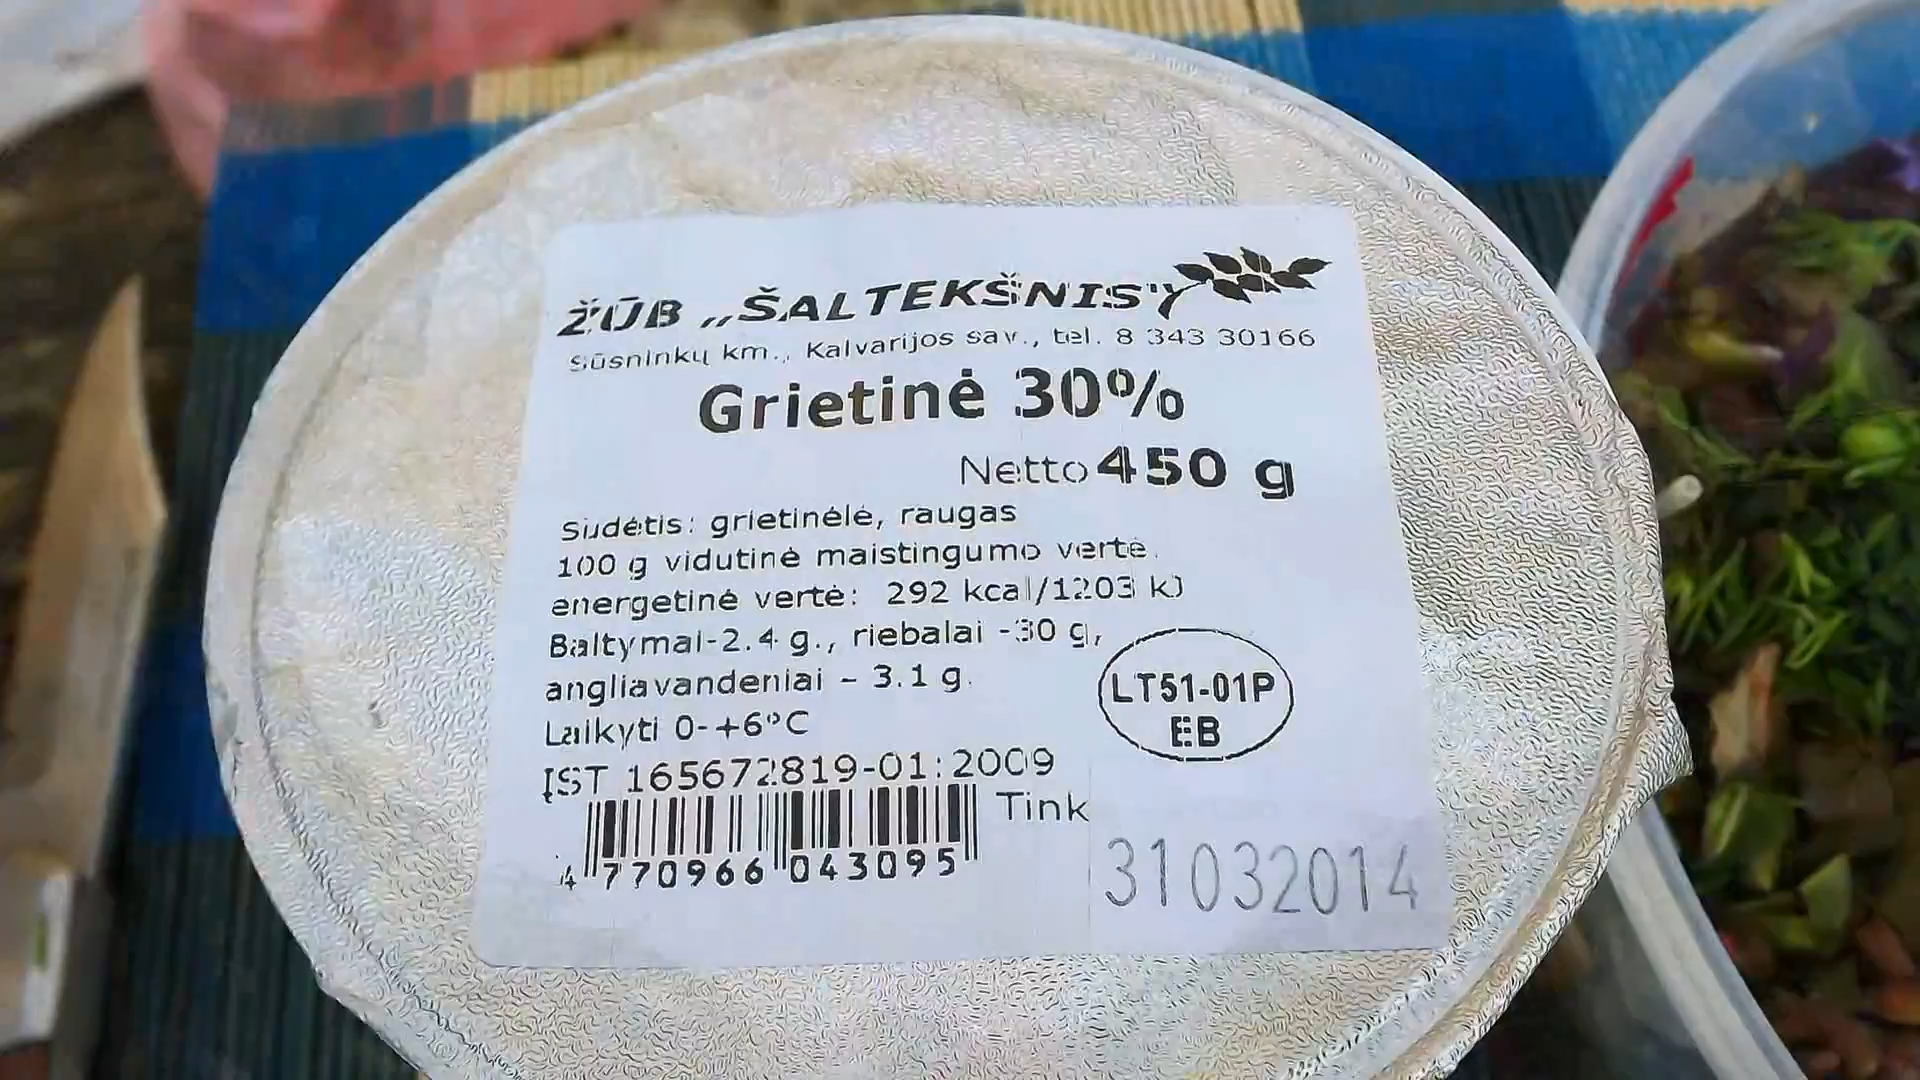 ŽŪB „ŠALTEKŠNIS"
Sūsninkų km., Kalvarijos sav., tel. 8 343 30166
Grietinė 30%
Netto 450 g
Sudėtis: grietinėlė, raugas
100 g vidutinė maistingumo vertė.
energetinė vertė: 292 kcal/1203 kJ
Baltymai-2.4 g., riebalai -30 g,
angliavandeniai - 3.1 g.
Laikyti 0-+6°C
LT51-01P
EB
ĮST 165672819-01:2009
Tink
4 770966 043095
31032014